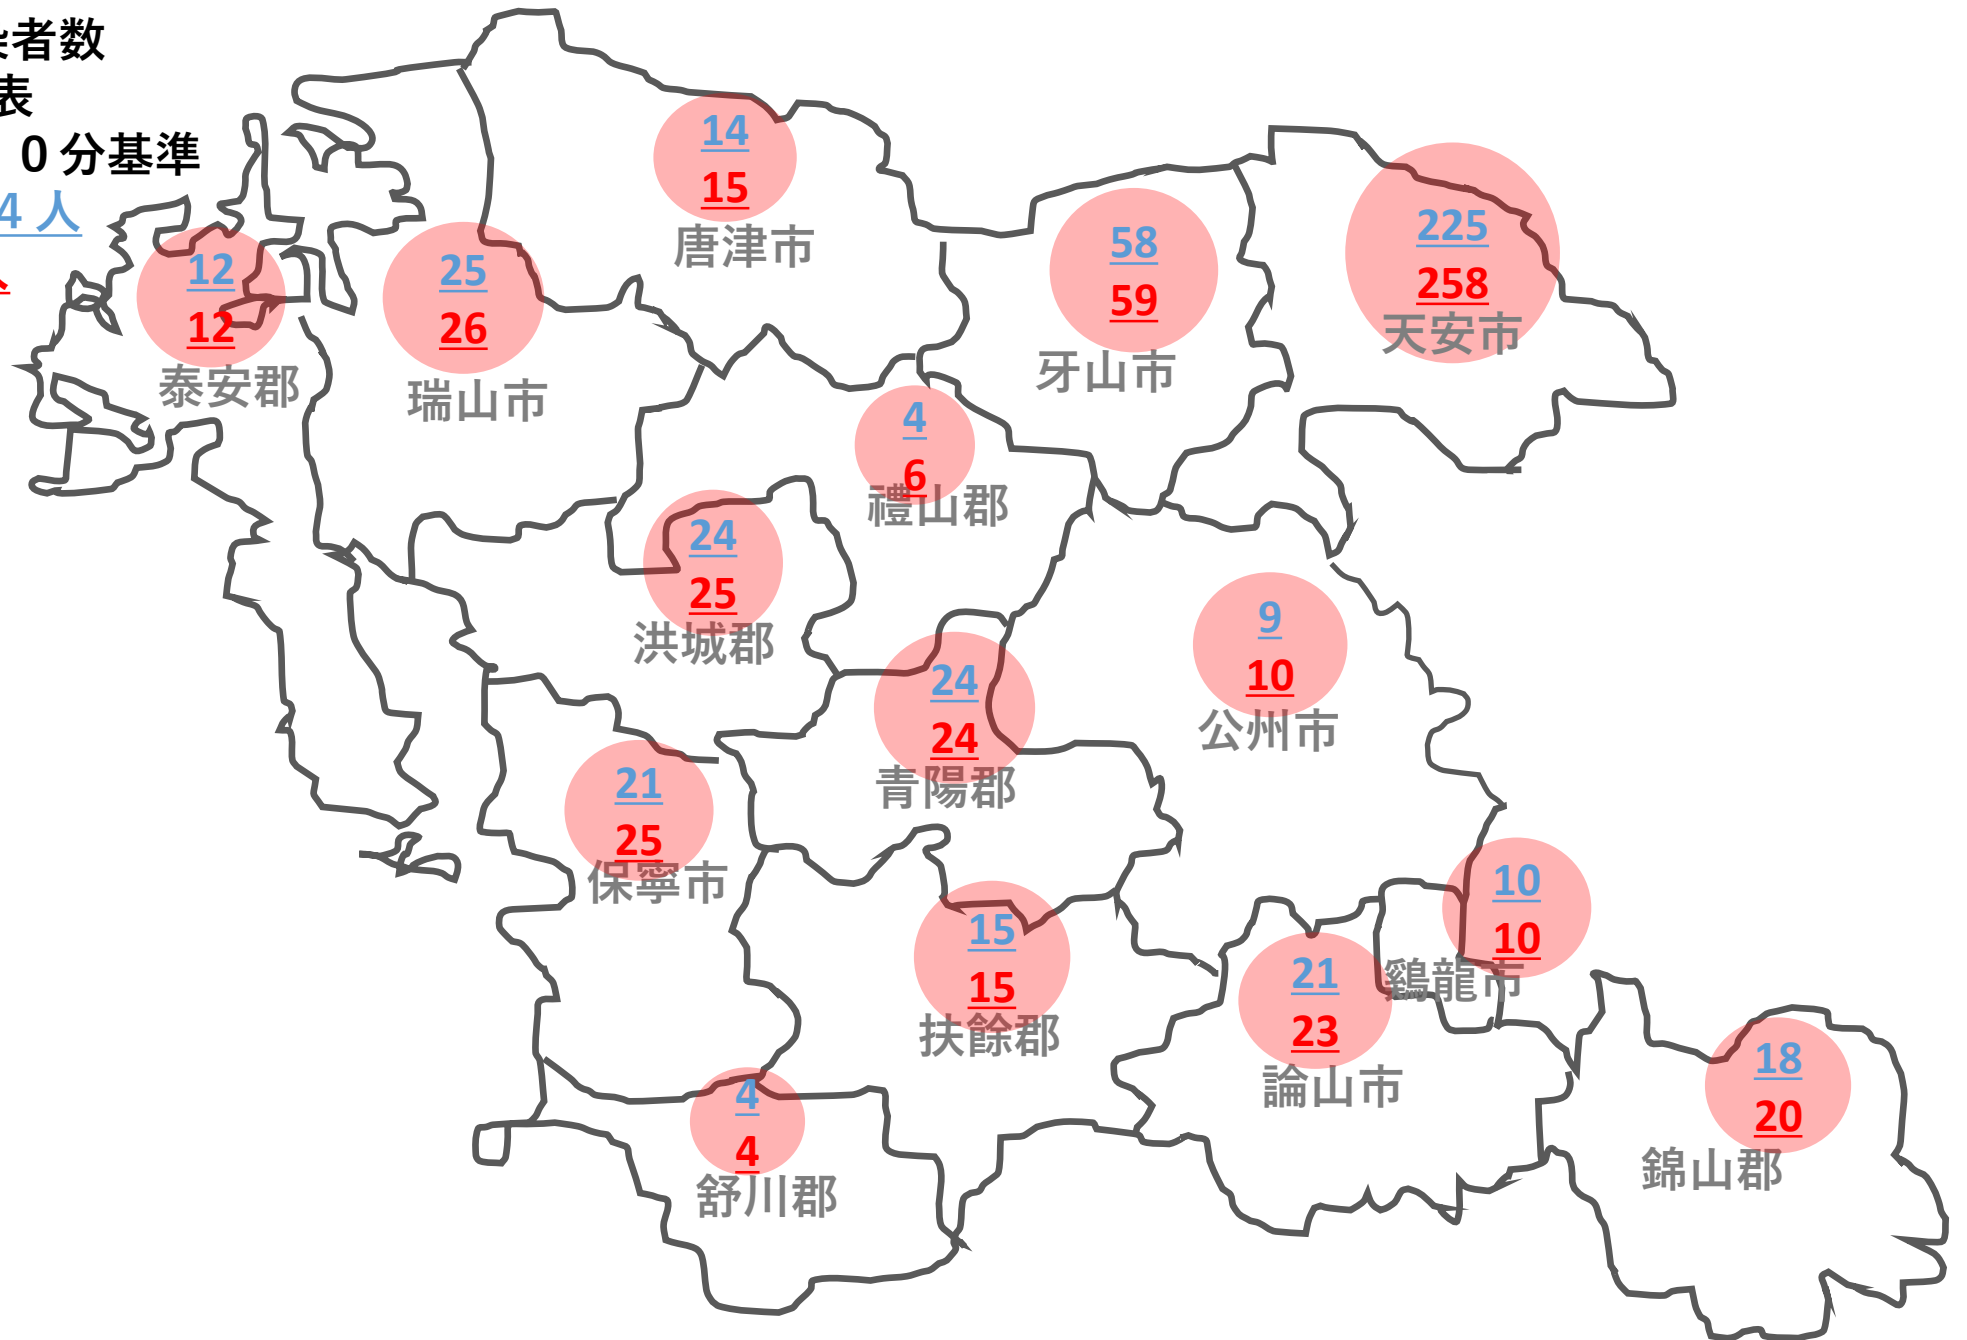 染者数
表
0分基準
4人
14
15
唐津市
58
59
牙山市
225
258
天安市
12
12
泰安郡
25
26
瑞山市
4
6
禮山郡
24
25
洪城郡
9
10
公州市
24
24
青陽郡
21
25
保寧市
10
10
鷄龍市
15
15
扶餘郡
21
23
論山市
18
20
錦山郡
4
4
舒川郡